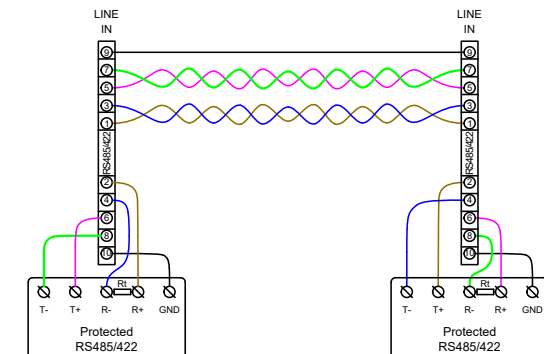 LINE
IN
LINE
IN
9
9
7
7
5
5
3
3
1
1
RS485/422
RS485/422
2
2
4
4
6
6
8
8
10
10
Rt
Rt
T-
T+
R-
R+
GND
T-
T+
R-
R+
GND
Protected
RS485/422
Protected
RS485/422